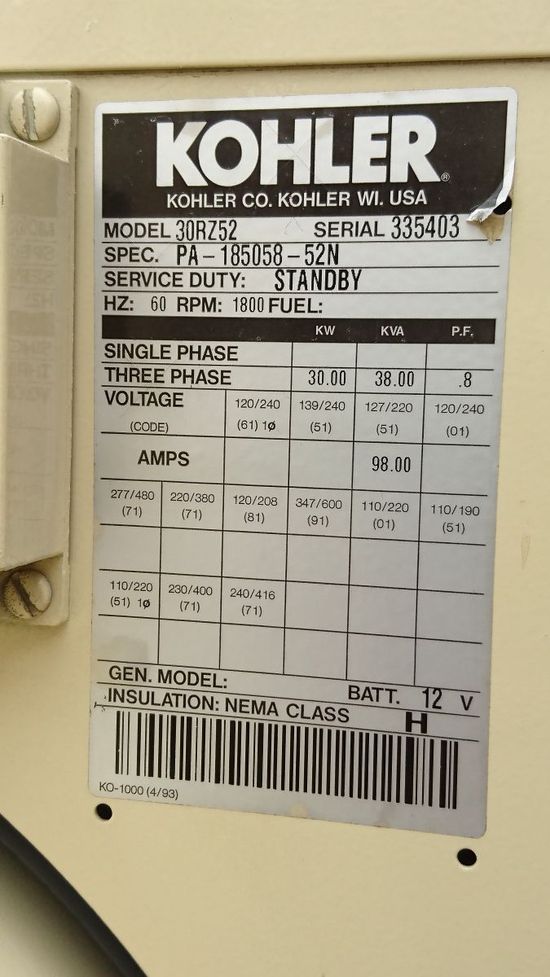 KOHLER®
KOHLER CO. KOHLER WI. USA
MODEL 30RZ52 SERIAL 335403
SPEC. PA-185058-52N
SERVICE DUTY: STANDBY
HZ: 60 RPM: 1800 FUEL:
KW KVA P.F.
SINGLE PHASE
THREE PHASE 30.00 38.00 .8
VOLTAGE 120/240 139/240 127/220 120/240
(CODE) (61) 1ø (51) (51) (01)
AMPS 98.00
277/480 220/380 120/208 347/600 110/220 110/190
(71) (71) (81) (91) (01) (51)
110/220 230/400 240/416
(51) 1ø (71) (71)
GEN. MODEL: BATT. 12 V
INSULATION: NEMA CLASS H
KO-1000 (4/93)